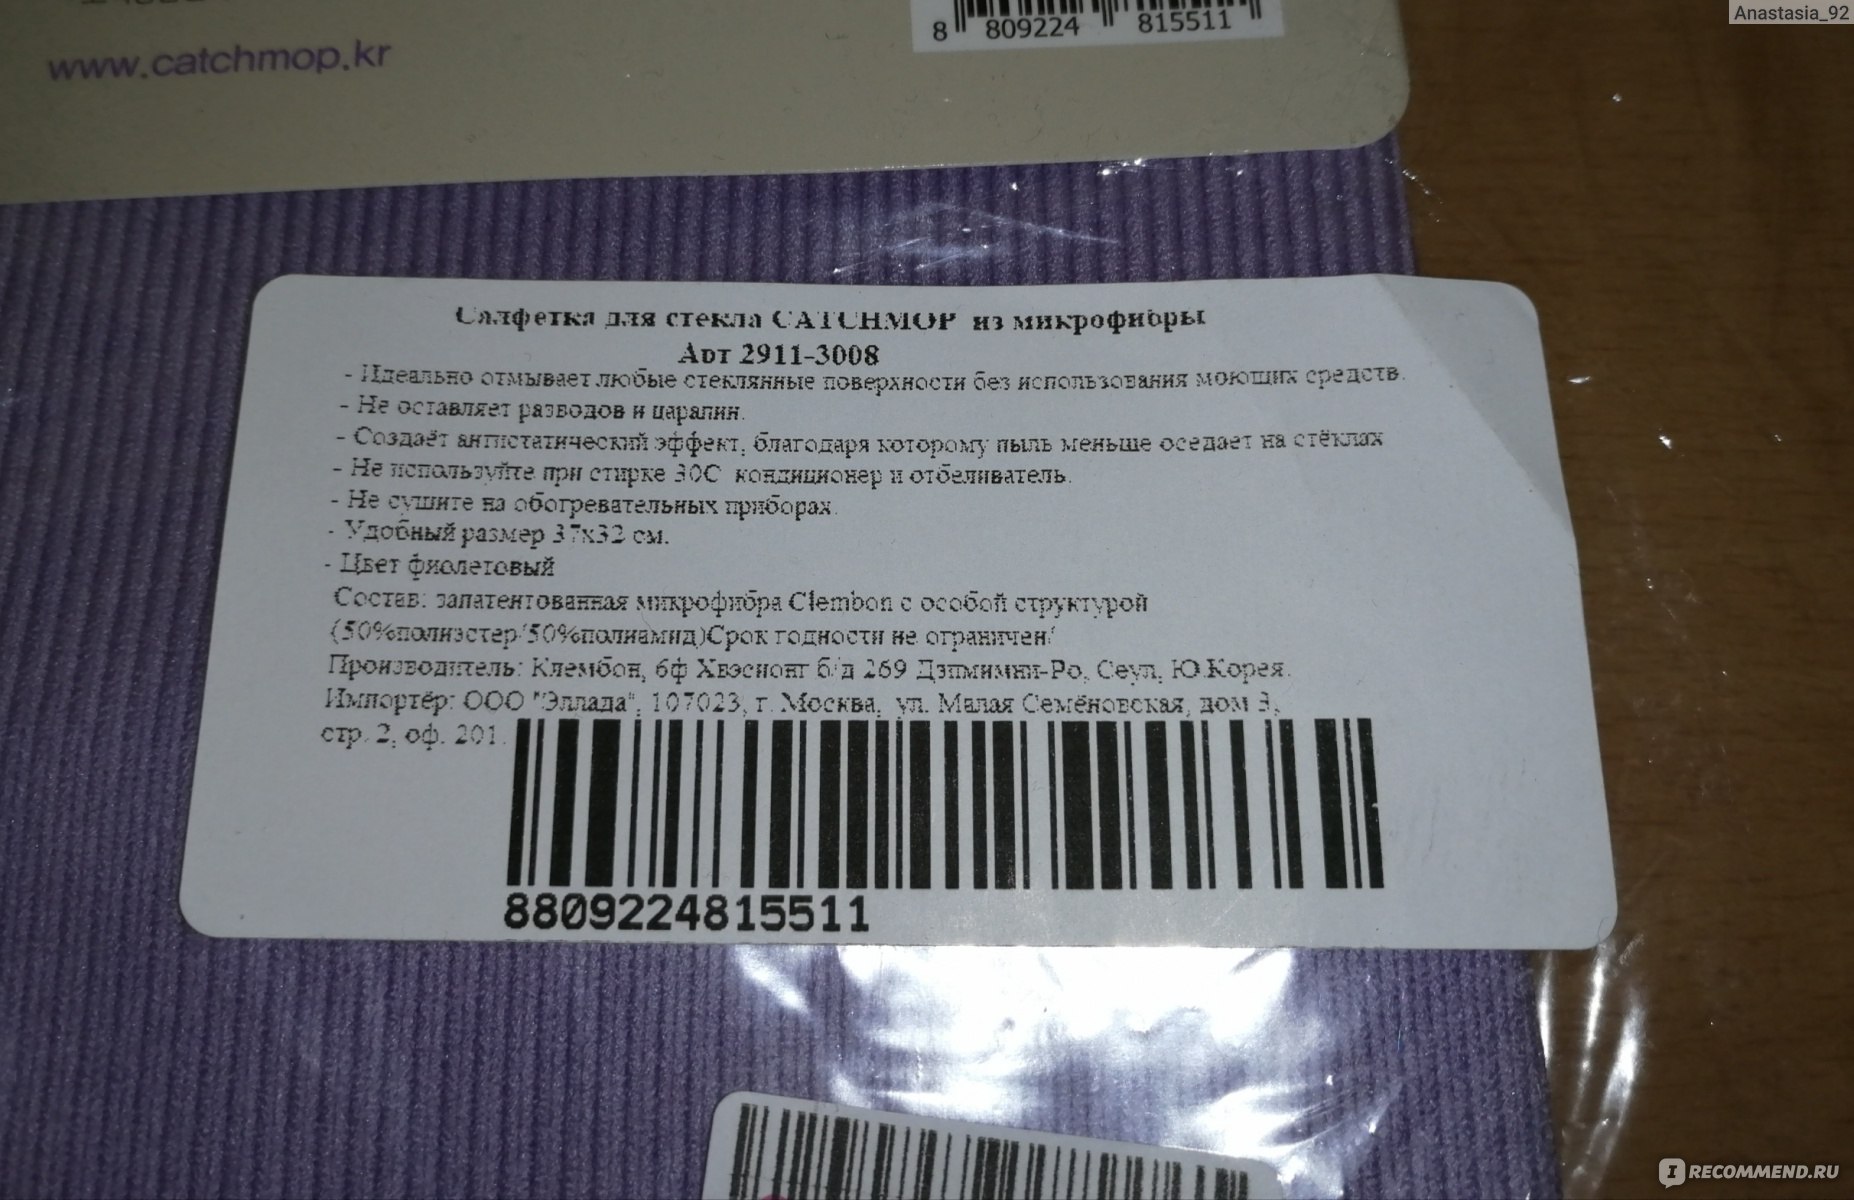 Anastasia_92
8 809224 815511
www.catchmop.kr
Салфетка для стекла CATCHMOP из микрофибры
Арт 2911-3008
- Идеально отмывает любые стеклянные поверхности без использования моющих средств.
- Не оставляет разводов и царапин.
- Создаёт антистатический эффект, благодаря которому пыль меньше оседает на стёклах
- Не используйте при стирке 30С кондиционер и отбеливатель.
- Не сушите на обогревательных приборах.
- Удобный размер 37х32 см.
- Цвет фиолетовый
Состав: запатентованная микрофибра Clembon с особой структурой
(50%полиэстер/50%полиамид)Срок годности не ограничен/
Производитель: Клембон, 6ф Хвэсионг б/д 269 Дзимимни-Ро, Сеул, Ю.Корея.
Импортёр: ООО "Эллада", 107023, г. Москва, ул. Малая Семёновская, дом 3,
стр. 2, оф. 201.
8809224815511
IRECOMMEND.RU